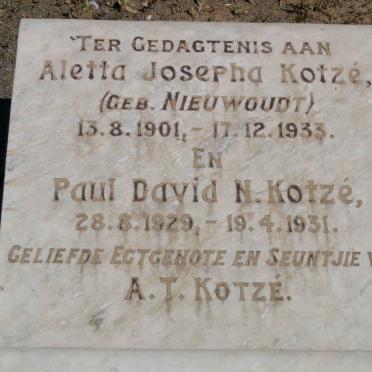 Ter Gedagtenis aan
Aletta Josepha Kotzé,
(Geb. Nieuwoudt)
13.8.1901, - 17.12.1933.
En
Paul David N. Kotzé,
28.8.1929, - 19.4.1931.
Geliefde Egtgenote en Seuntjie v
A. T. Kotzé.